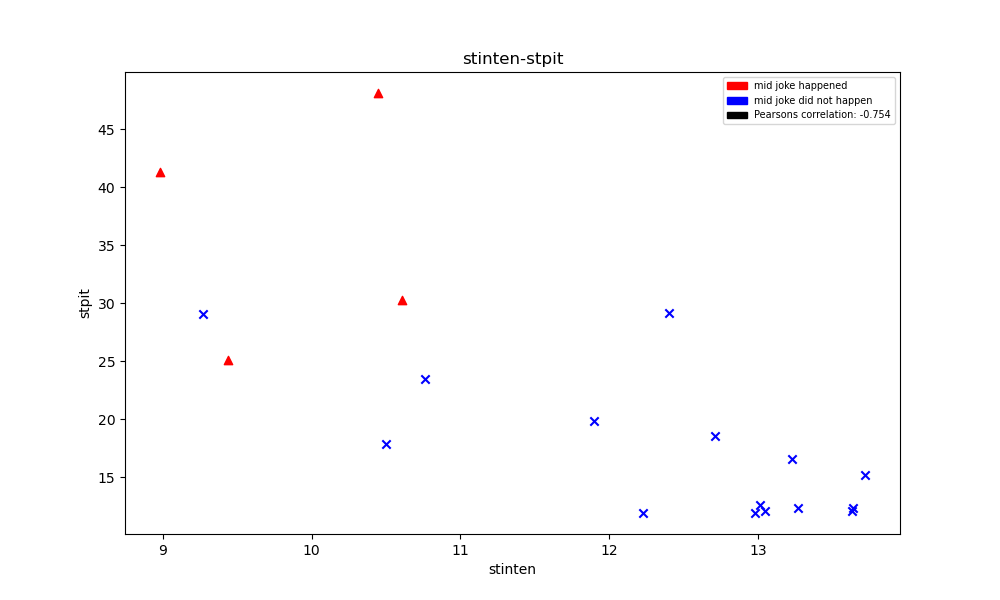 stinten-stpit
mid joke happened
mid joke did not happen
Pearsons correlation: -0.754
45
40
35
30
25
20
15
stpit
9 10 11 12 13
stinten